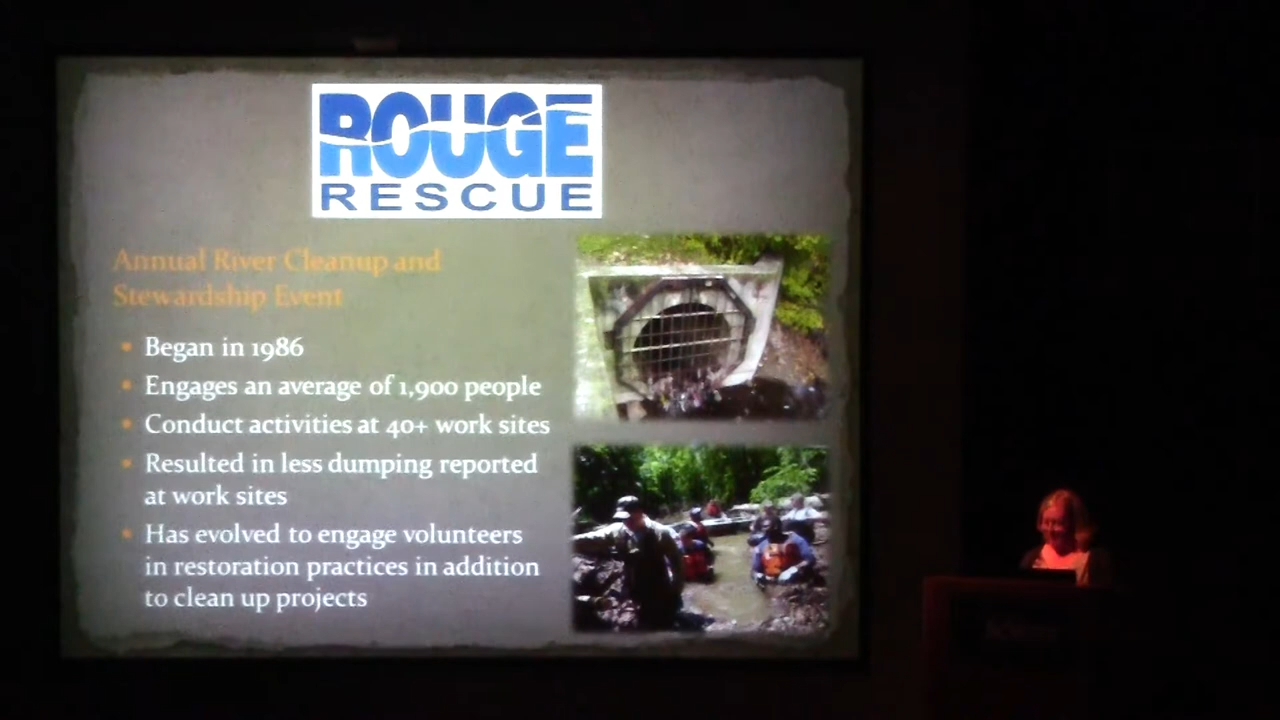 ROUGE
RESCUE
Annual River Cleanup and
Stewardship Event
• Began in 1986
• Engages an average of 1,900 people
• Conduct activities at 40+ work sites
• Resulted in less dumping reported
at work sites
• Has evolved to engage volunteers
in restoration practices in addition
to clean up projects